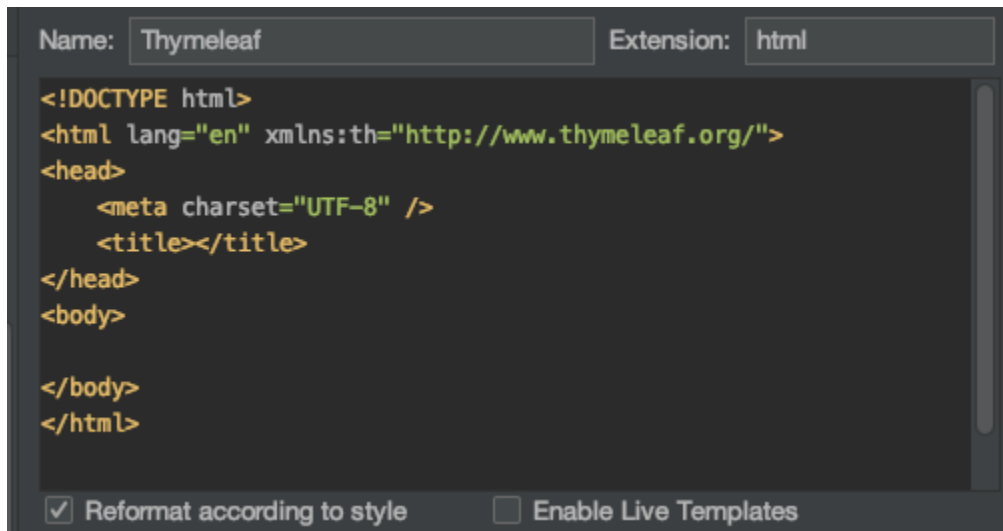 Name: Thymeleaf Extension: html
<!DOCTYPE html>
<html lang="en" xmlns:th="http://www.thymeleaf.org/">
<head>
    <meta charset="UTF-8" />
    <title></title>
</head>
<body>
</body>
</html>
Reformat according to style Enable Live Templates